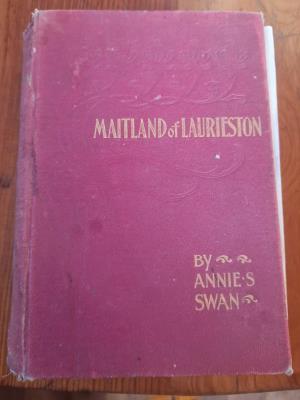 MAITLAND of LAURIESTON
BY
ANNIE·S
SWAN